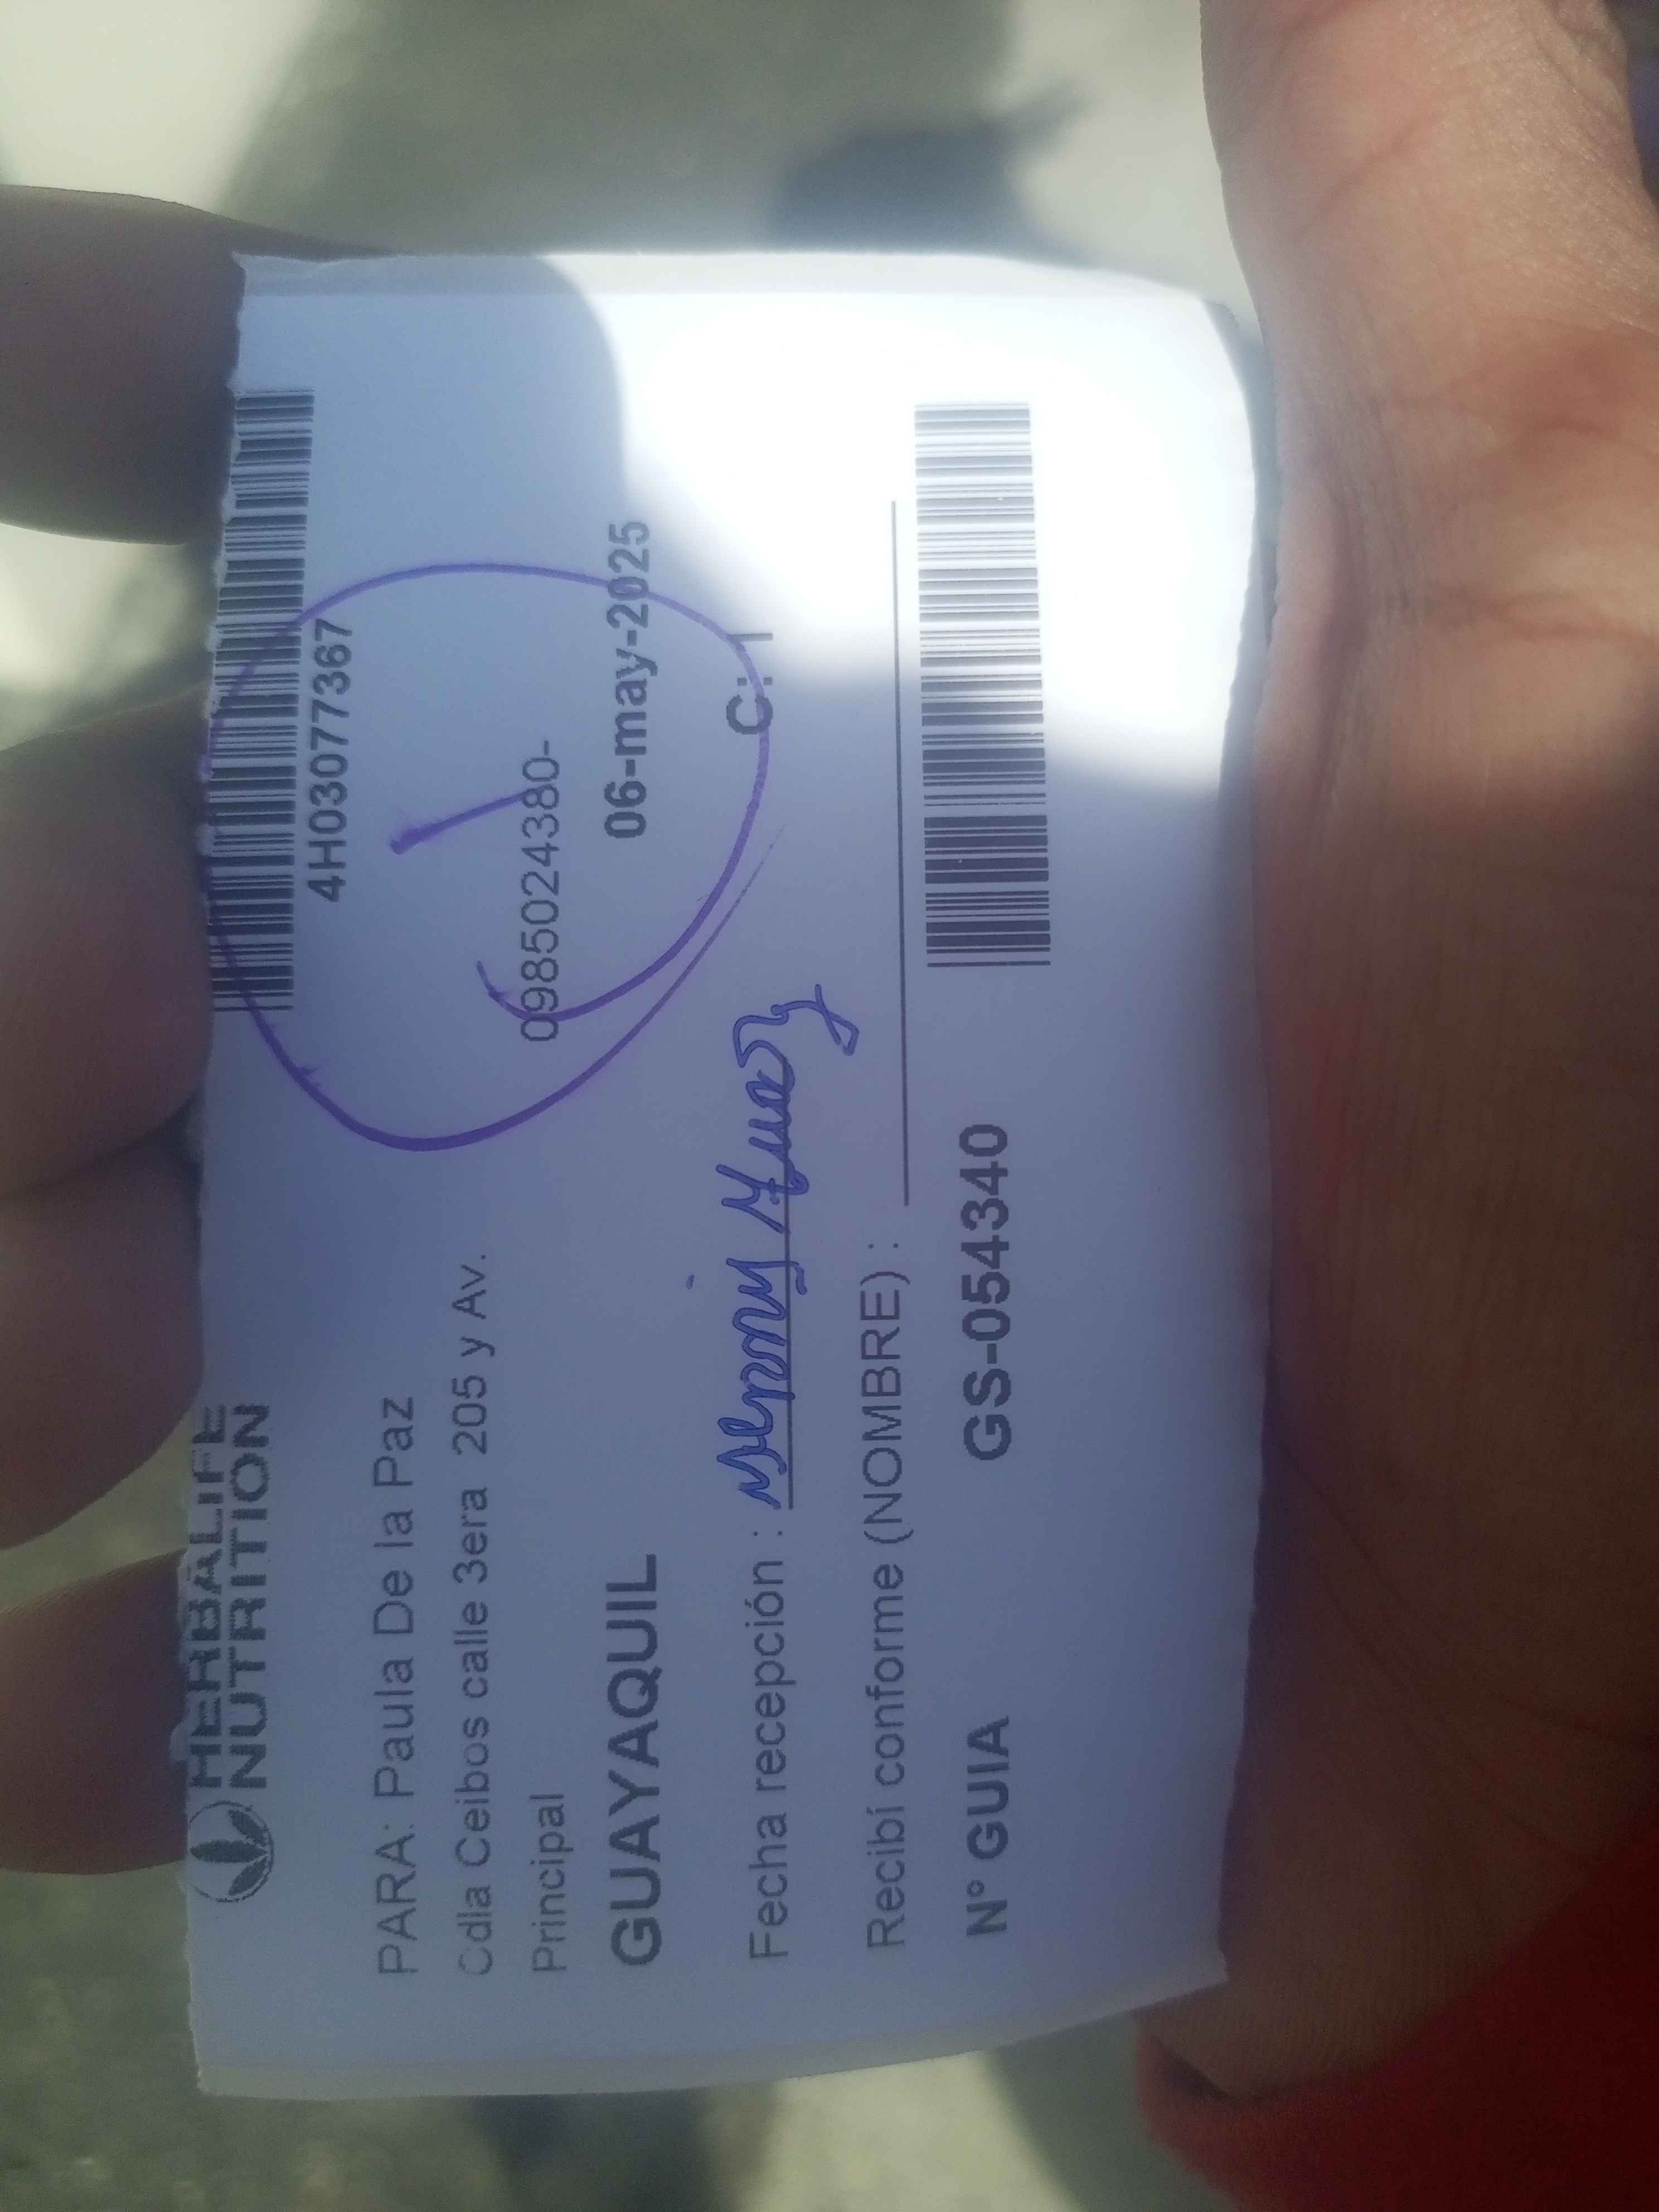 HERBALIFE
NUTRITION
4H03077367
PARA: Paula De la Paz
Cdla Ceibos calle 3era 205 y Av.
Principal
0985024380-
GUAYAQUIL
06-may-2025
Fecha recepción :
C: 1
Recibí conforme (NOMBRE) :
N° GUIA GS-054340